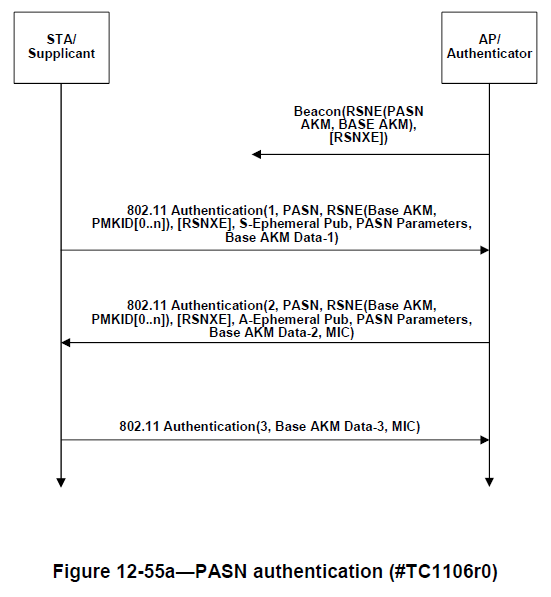 STA/
Supplicant
AP/
Authenticator
Beacon(RSNE(PASN
AKM, BASE AKM),
[RSNXE])
802.11 Authentication(1, PASN, RSNE(Base AKM,
PMKID[0..n]), [RSNXE], S-Ephemeral Pub, PASN Parameters,
Base AKM Data-1)
802.11 Authentication(2, PASN, RSNE(Base AKM,
PMKID[0..n]), [RSNXE], A-Ephemeral Pub, PASN Parameters,
Base AKM Data-2, MIC)
802.11 Authentication(3, Base AKM Data-3, MIC)
Figure 12-55a—PASN authentication (#TC1106r0)